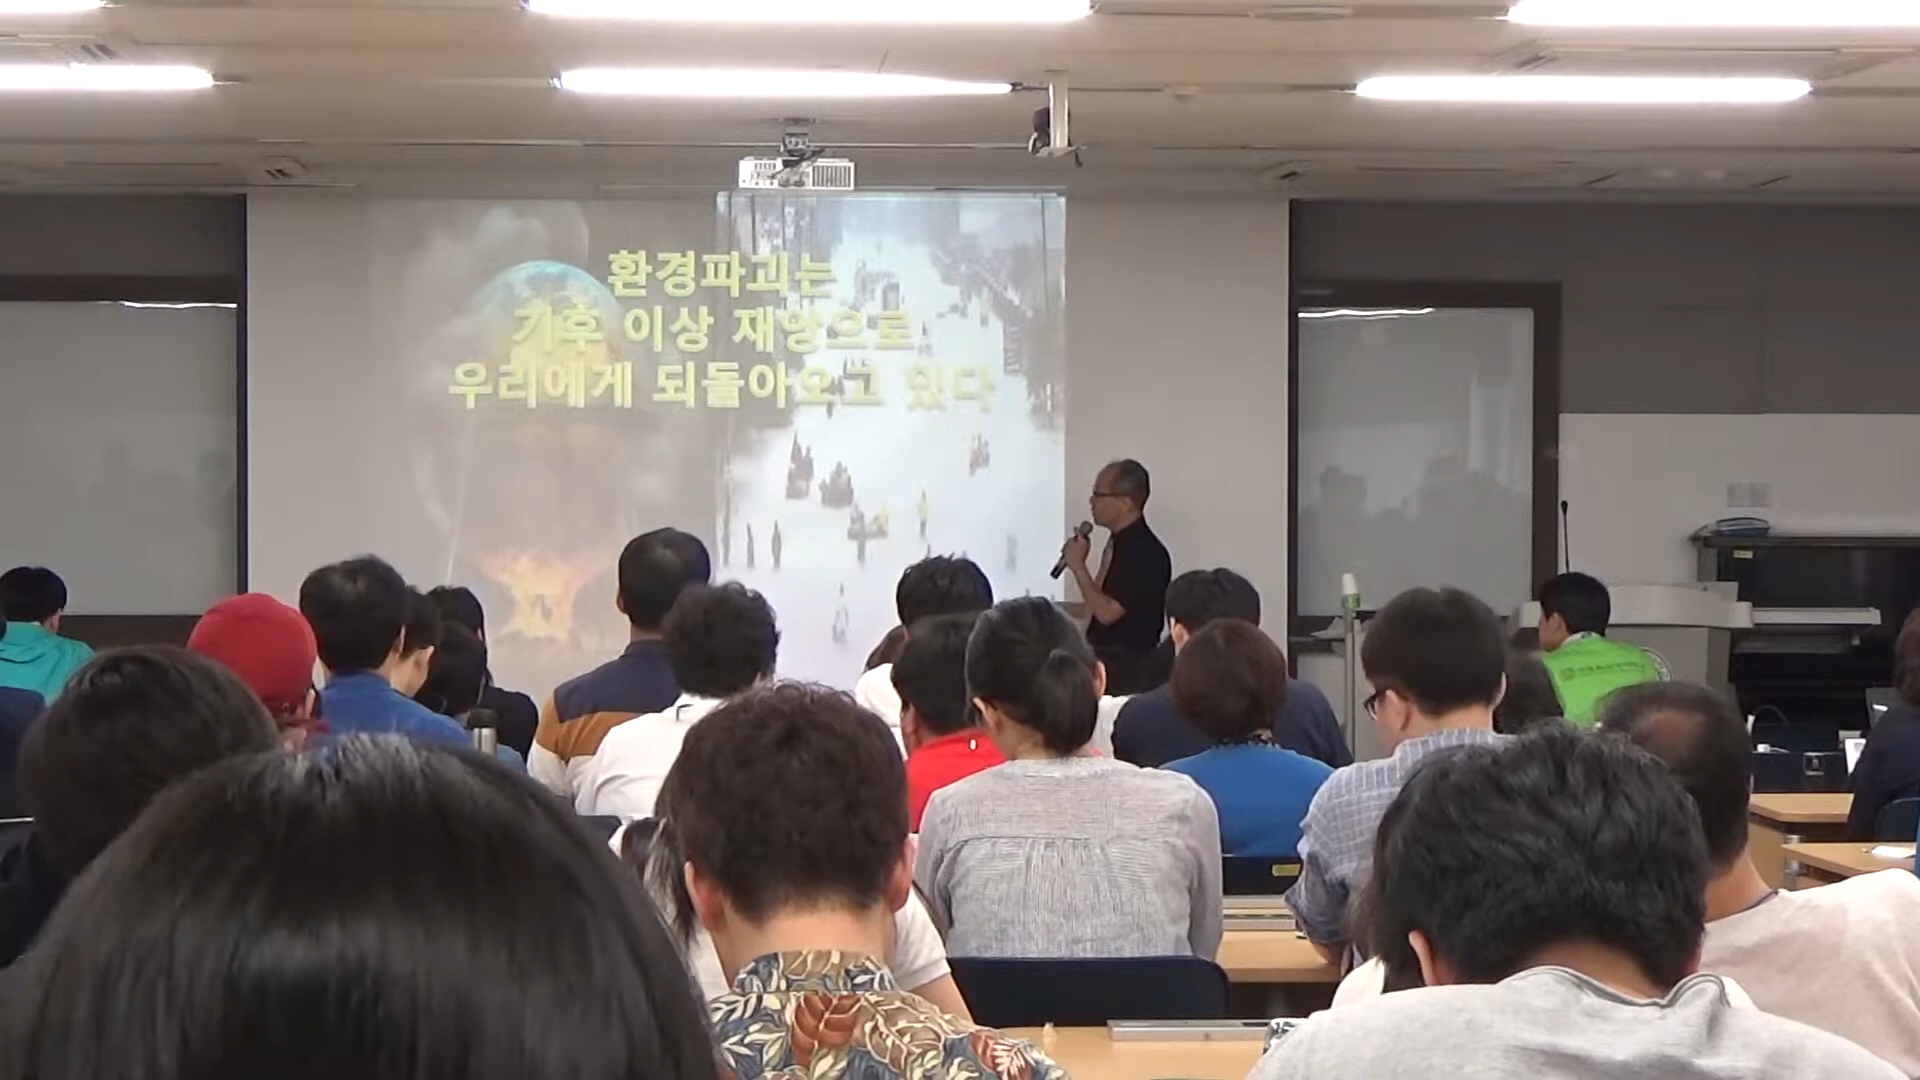 환경파괴는
기후 이상 재앙으로
우리에게 되돌아오고 있다